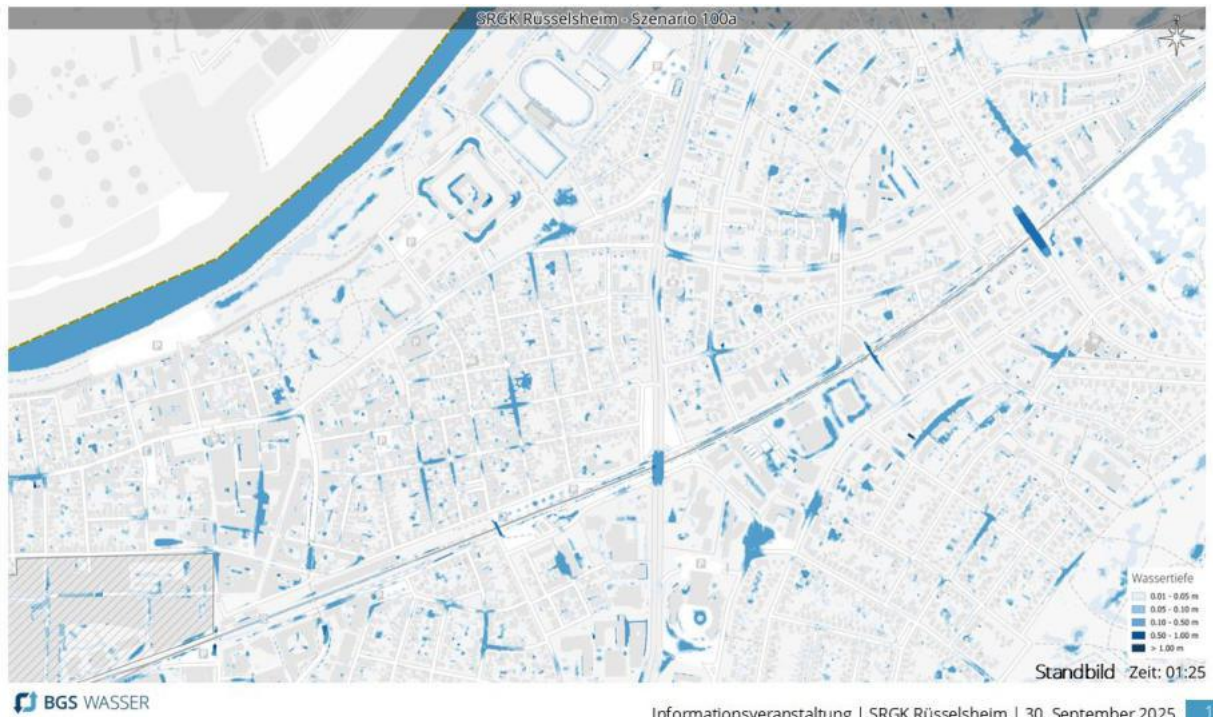 SRGK Rüsselsheim - Szenario 100a
Wassertiefe
0.01 - 0.05 m
0.05 - 0.10 m
0.10 - 0.50 m
0.50 - 1.00 m
> 1.00 m
Standbild Zeit: 01:25
BGS WASSER
Informationsveranstaltung | SRGK Rüsselsheim | 30. September 2025